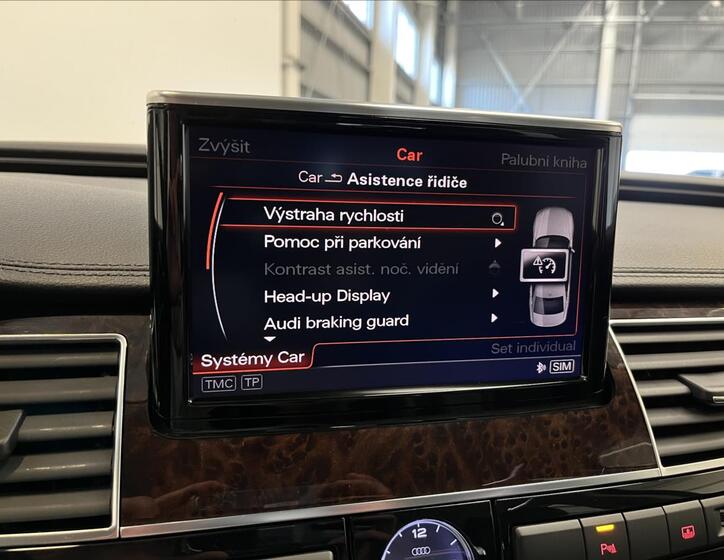 Zvýšit
Car
Palubní kniha
Car Asistence řidiče
Výstraha rychlosti
Pomoc při parkování
Kontrast asist. noč. vidění
Head-up Display
Audi braking guard
Set individual
Systémy Car
TMC TP
SIM
12
P